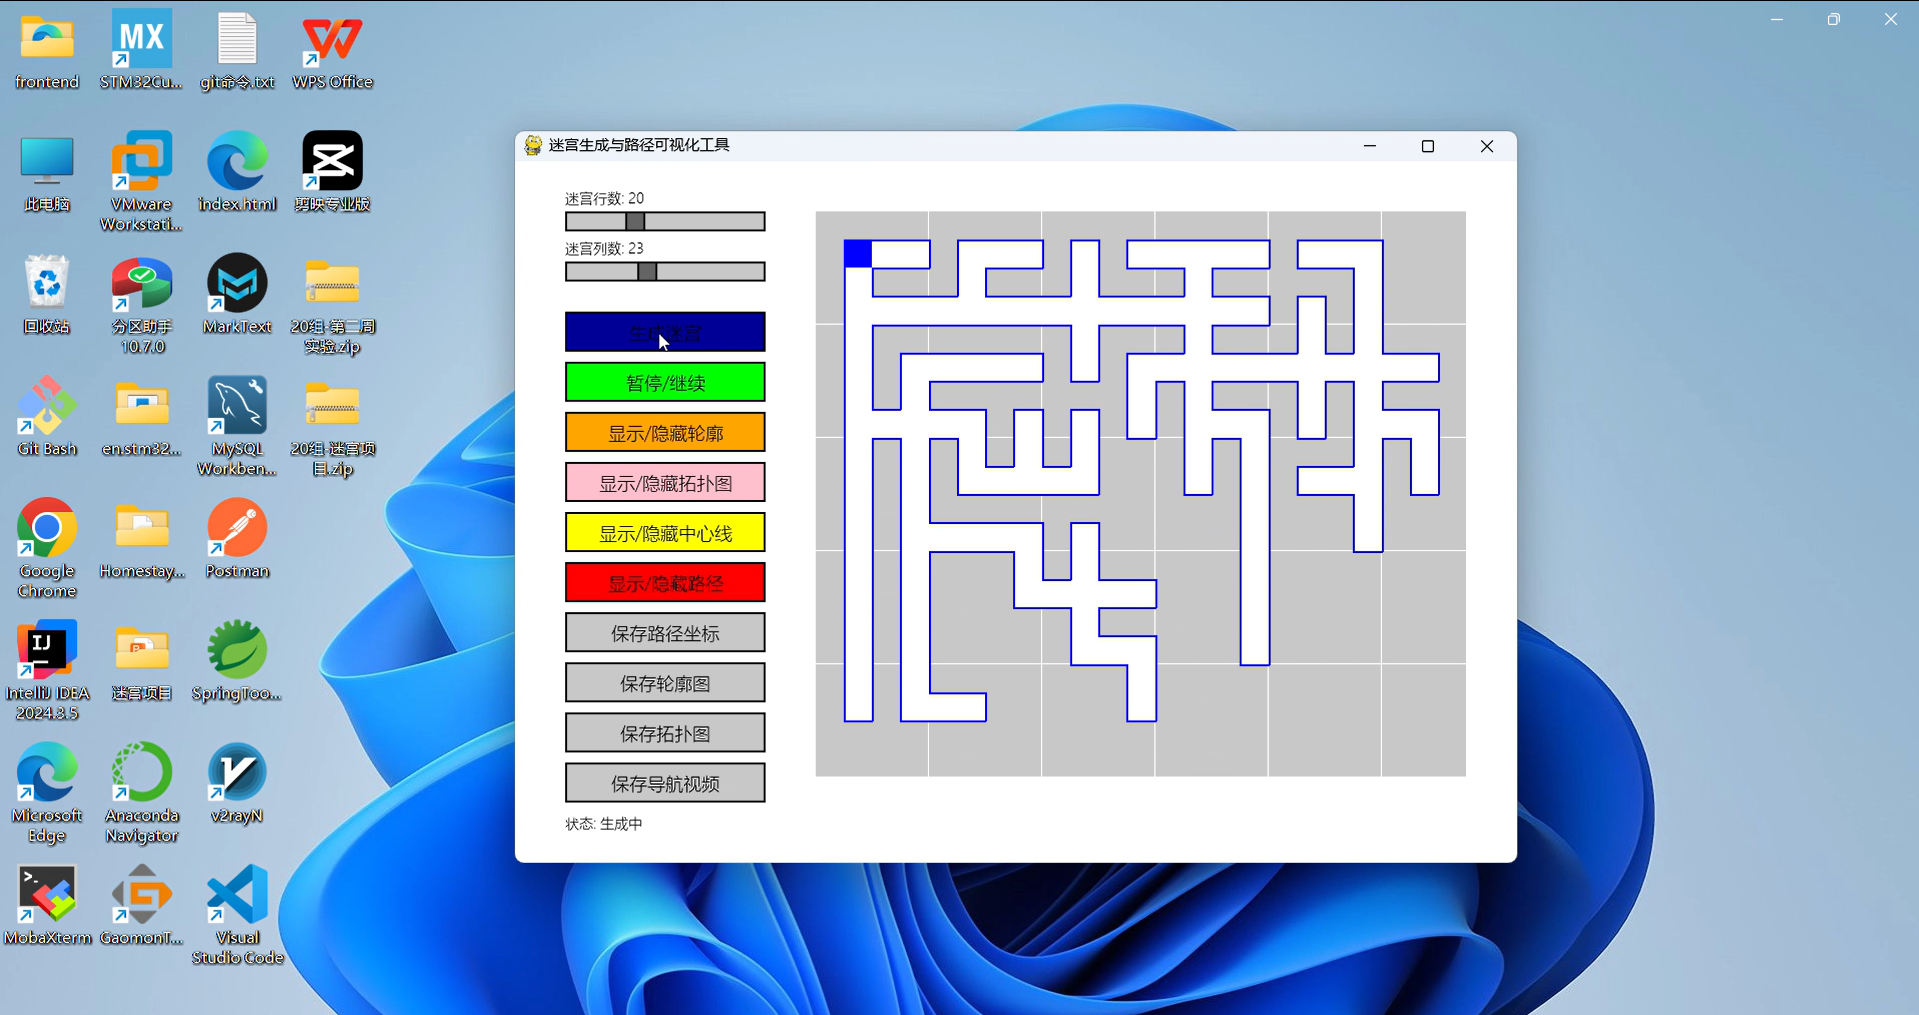 frontend
STM32Cu...
git命令.txt
WPS Office
此电脑
VMware
Workstati...
index.html
剪映专业版
回收站
分区助手
10.7.0
MarkText
20组-第二周
实验.zip
Git Bash
en.stm32...
MySQL
Workben...
20组-迷宫项
目.zip
Google
Chrome
Homestay...
Postman
IntelliJ IDEA
2024.3.5
迷宫项目
SpringToo...
Microsoft
Edge
Anaconda
Navigator
v2rayN
MobaXterm
GaomonT...
Visual
Studio Code
MX
IJ
迷宫生成与路径可视化工具
迷宫行数: 20
迷宫列数: 23
生成迷宫
暂停/继续
显示/隐藏轮廓
显示/隐藏拓扑图
显示/隐藏中心线
显示/隐藏路径
保存路径坐标
保存轮廓图
保存拓扑图
保存导航视频
状态: 生成中